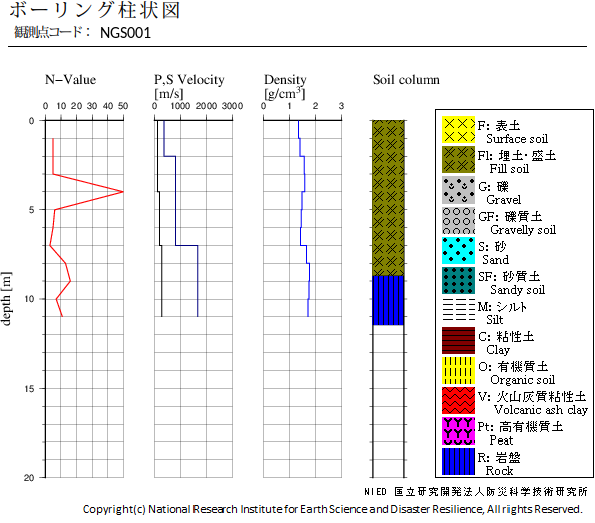 ボーリング柱状図
観測点コード： NGS001
N−Value
P,S Velocity
[m/s]
Density
[g/cm3]
Soil column
0 10 20 30 40 50
0 1000 2000 3000
0 1 2 3
0
5
10
15
20
depth [m]
F: 表土
Surface soil
Fl: 埋土・盛土
Fill soil
G: 礫
Gravel
GF: 礫質土
Gravelly soil
S: 砂
Sand
SF: 砂質土
Sandy soil
M: シルト
Silt
C: 粘性土
Clay
O: 有機質土
Organic soil
V: 火山灰質粘性土
Volcanic ash clay
Pt: 高有機質土
Peat
R: 岩盤
Rock
NIED 国立研究開発法人防災科学技術研究所
Copyright(c) National Research Institute for Earth Science and Disaster Resilience, All rights Reserved.